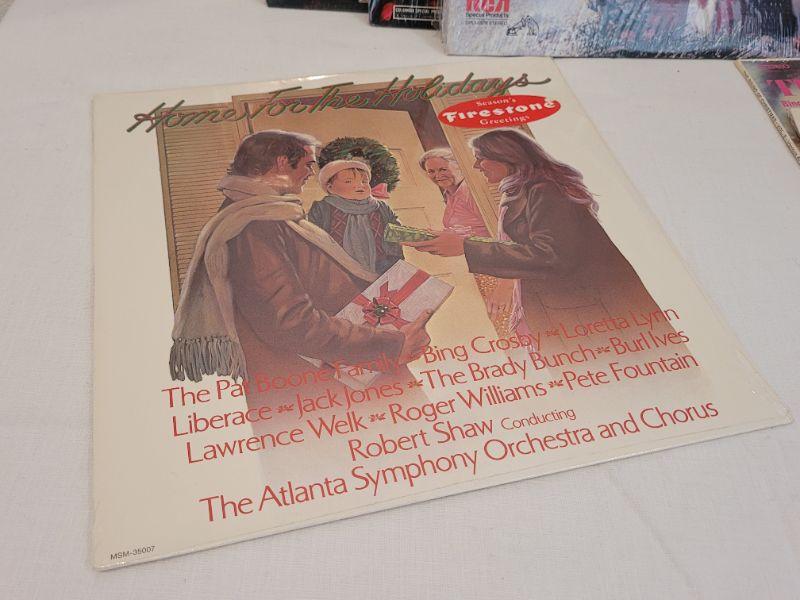 RCA
Special Products
Home For The Holidays
Season's
Firestone
Greetings
The Pat Boone Family Bing Crosby Loretta Lynn
Liberace Jack Jones The Brady Bunch Burl Ives
Lawrence Welk Roger Williams Pete Fountain
Robert Shaw Conducting
The Atlanta Symphony Orchestra and Chorus
MSM-35007